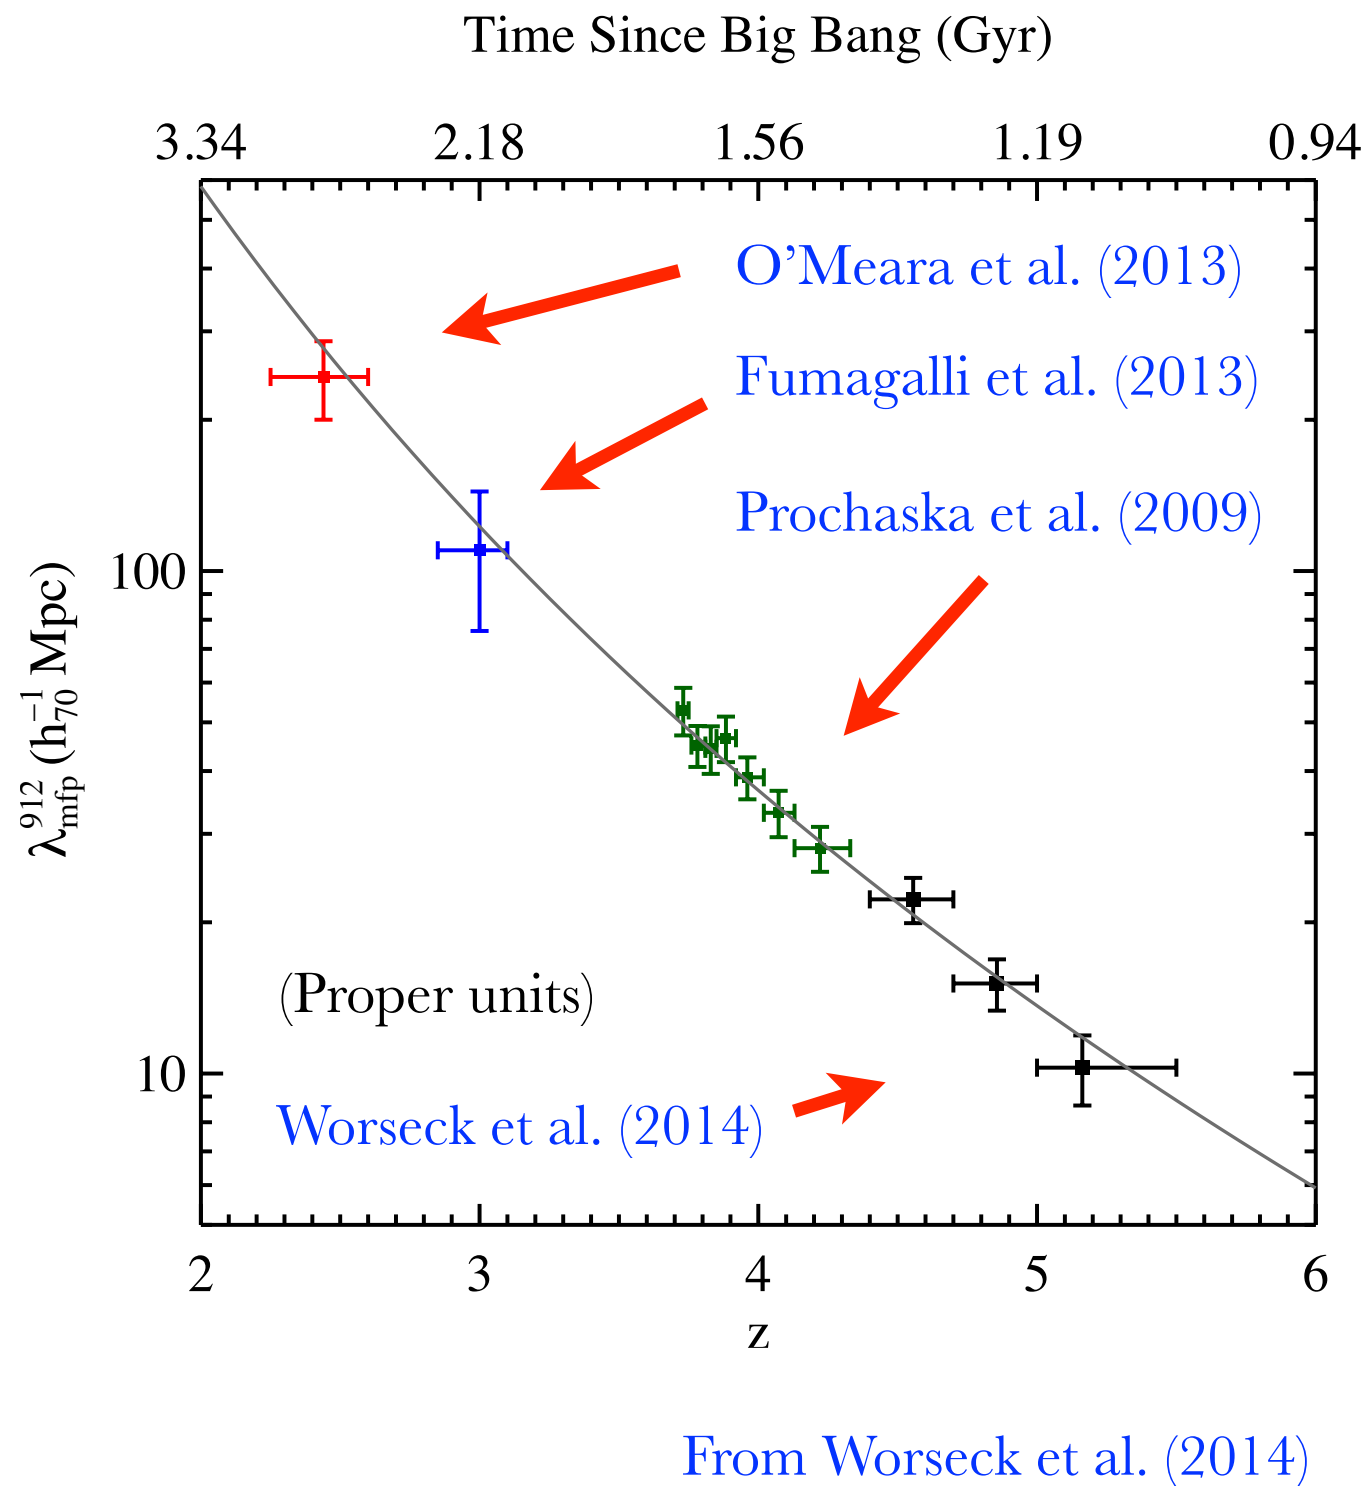 Time Since Big Bang (Gyr)
3.34 2.18 1.56 1.19 0.94
O’Meara et al. (2013)
Fumagalli et al. (2013)
Prochaska et al. (2009)
100
λ912mfp (h−170 Mpc)
(Proper units)
10
Worseck et al. (2014)
2 3 4 5 6
z
From Worseck et al. (2014)